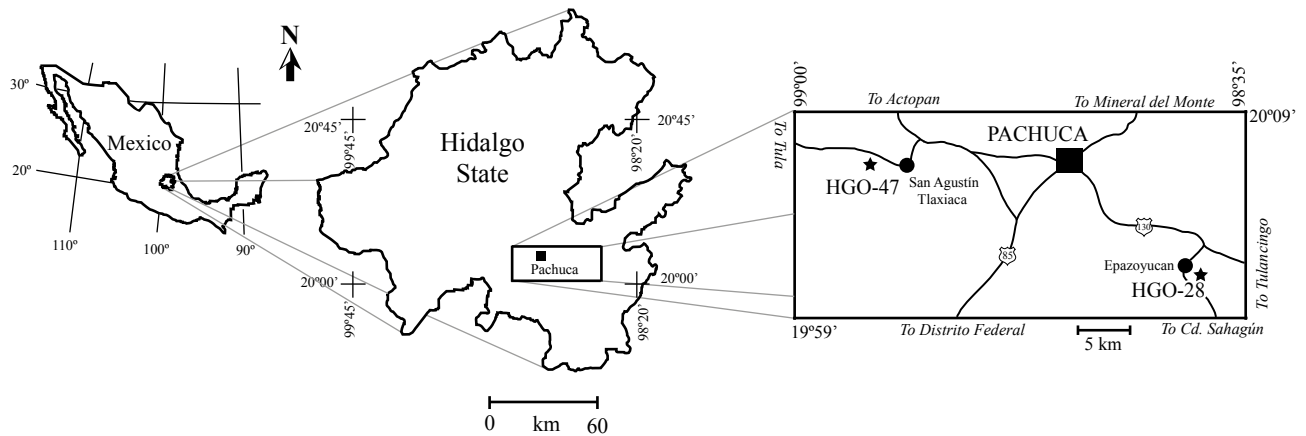 N
30º
20º
110º
100º
90º
Mexico
20º45’
99º45’
Hidalgo
State
20º45’
98º20’
Pachuca
20º00’
99º45’
20º00’
98º20’
0 km 60
99º00’
98º35’
20º09’
19º59’
To Actopan
To Mineral del Monte
To Tula
PACHUCA
HGO-47
San Agustín
Tlaxiaca
130
85
Epazoyucan
HGO-28
To Tulancingo
To Distrito Federal
To Cd. Sahagún
5 km